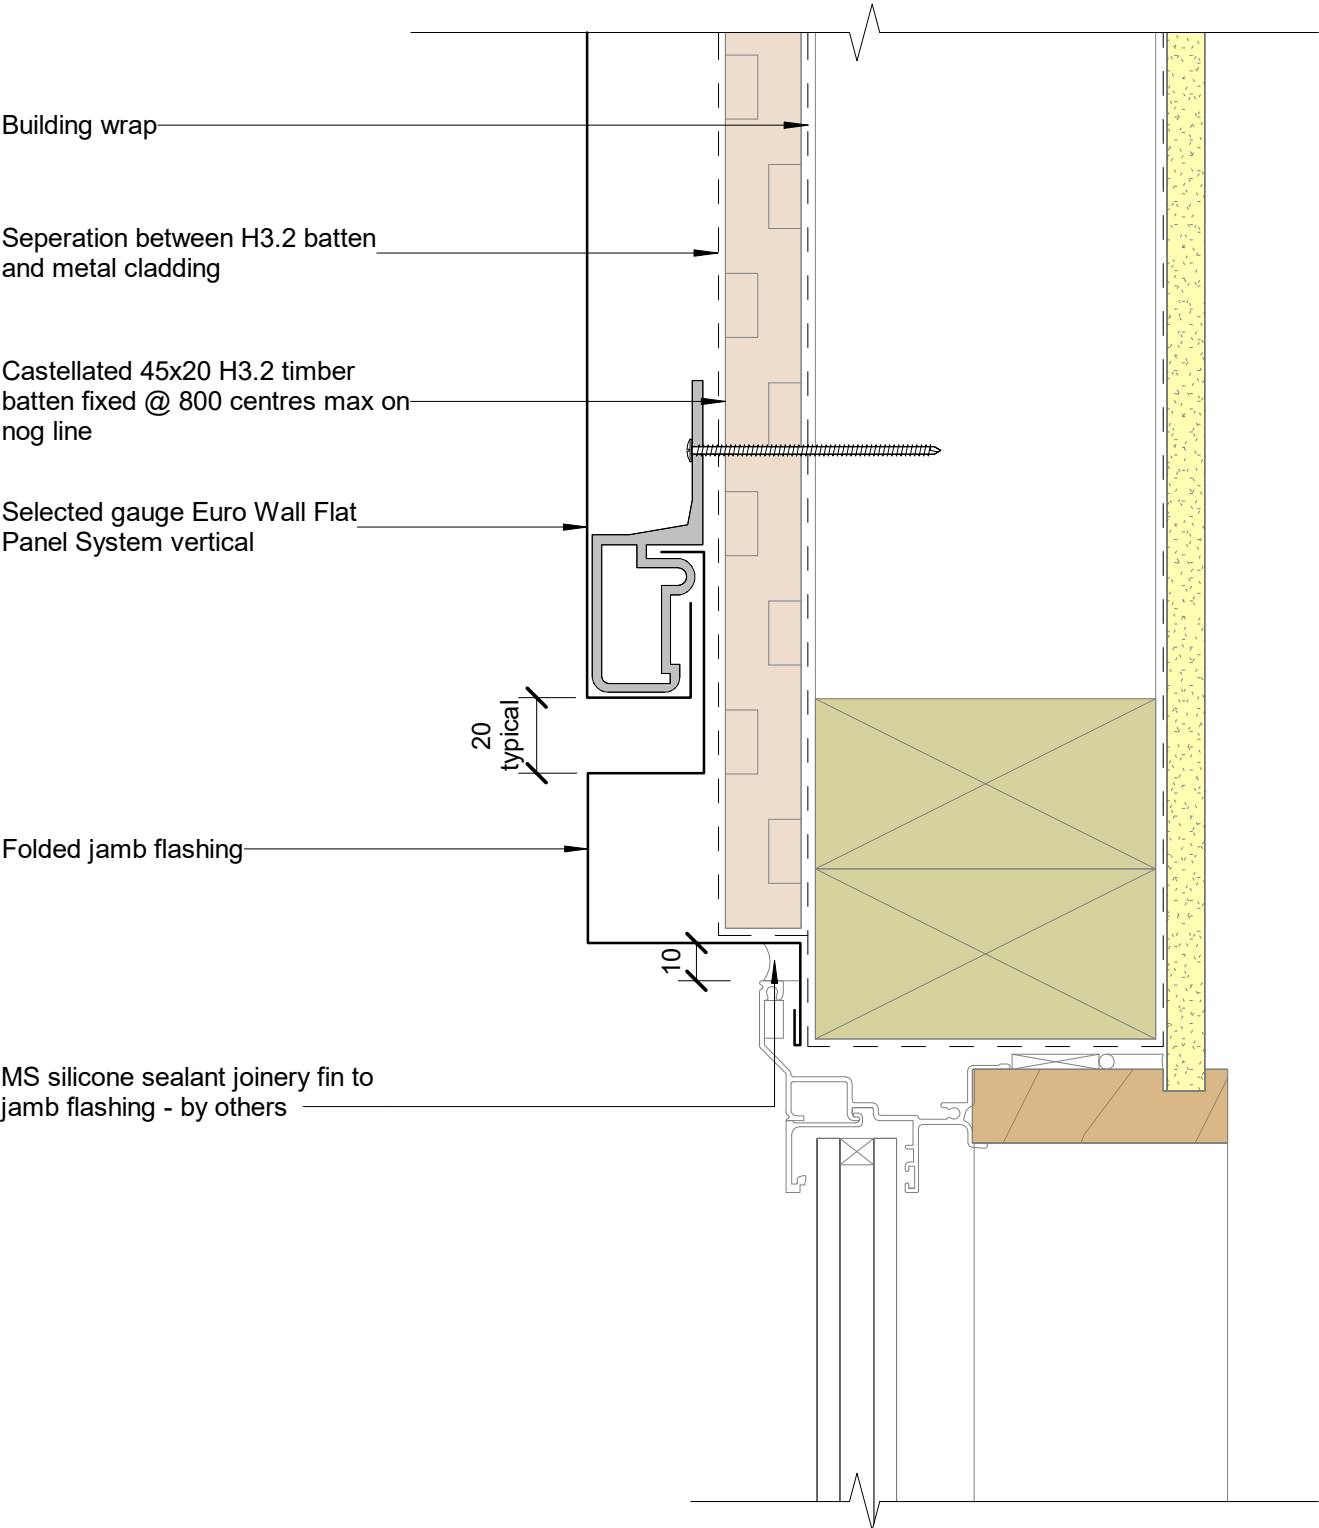 Building wrap
Seperation between H3.2 batten
and metal cladding
Castellated 45x20 H3.2 timber
batten fixed @ 800 centres max on
nog line
Selected gauge Euro Wall Flat
Panel System vertical
20
typical
Folded jamb flashing
10
MS silicone sealant joinery fin to
jamb flashing - by others